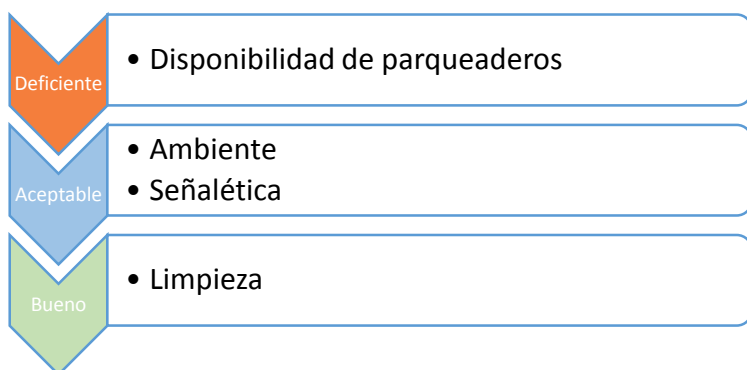 Deficiente
• Disponibilidad de parqueaderos
Aceptable
• Ambiente
• Señalética
Bueno
• Limpieza